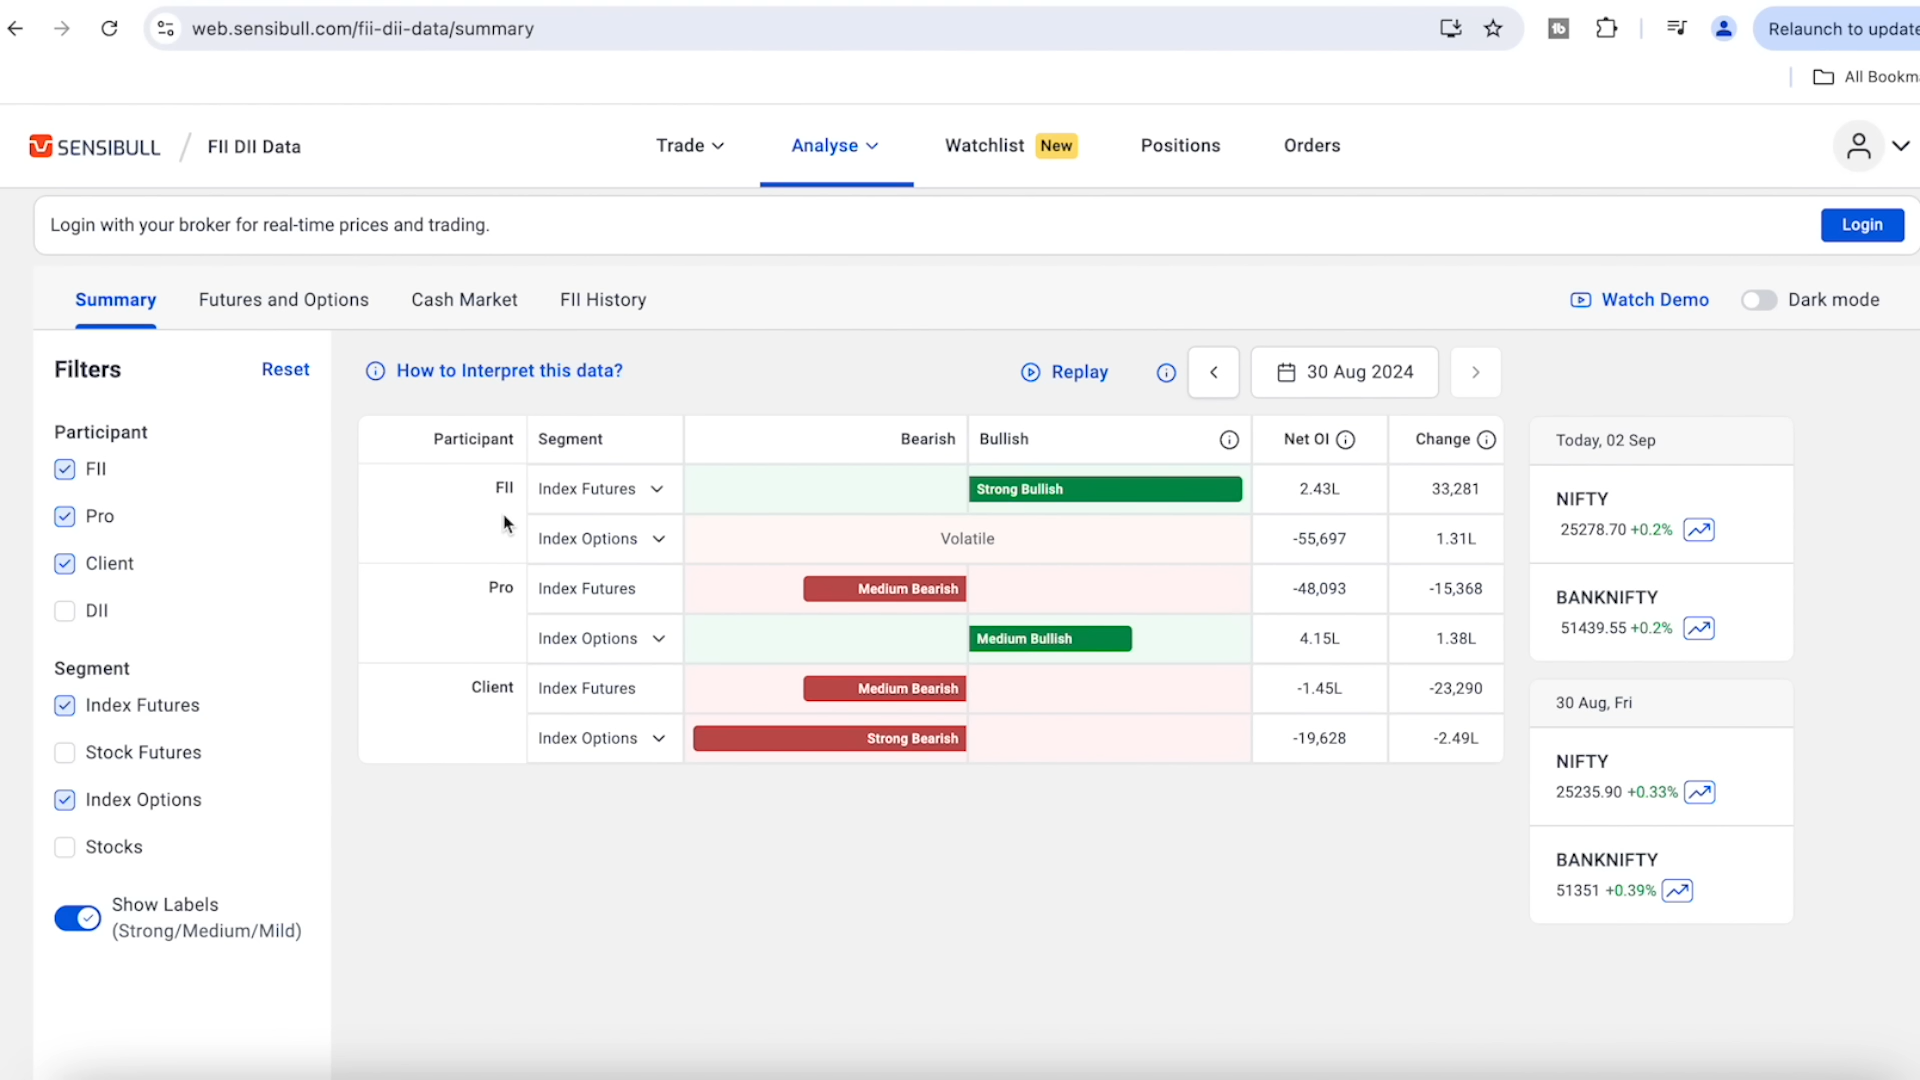 web.sensibull.com/fii-dii-data/summary
Relaunch to update
All Bookma
SENSIBULL / FII DII Data
Trade
Analyse
Watchlist New
Positions
Orders
Login with your broker for real-time prices and trading.
Login
Summary
Futures and Options
Cash Market
FII History
Watch Demo
Dark mode
Filters
Reset
Participant
FII
Pro
Client
DII
Segment
Index Futures
Stock Futures
Index Options
Stocks
Show Labels
(Strong/Medium/Mild)
How to Interpret this data?
Replay
30 Aug 2024
Participant Segment Bearish Bullish Net OI Change
FII Index Futures Strong Bullish 2.43L 33,281
Index Options Volatile -55,697 1.31L
Pro Index Futures Medium Bearish -48,093 -15,368
Index Options Medium Bullish 4.15L 1.38L
Client Index Futures Medium Bearish -1.45L -23,290
Index Options Strong Bearish -19,628 -2.49L
Today, 02 Sep
NIFTY
25278.70 +0.2%
BANKNIFTY
51439.55 +0.2%
30 Aug, Fri
NIFTY
25235.90 +0.33%
BANKNIFTY
51351 +0.39%